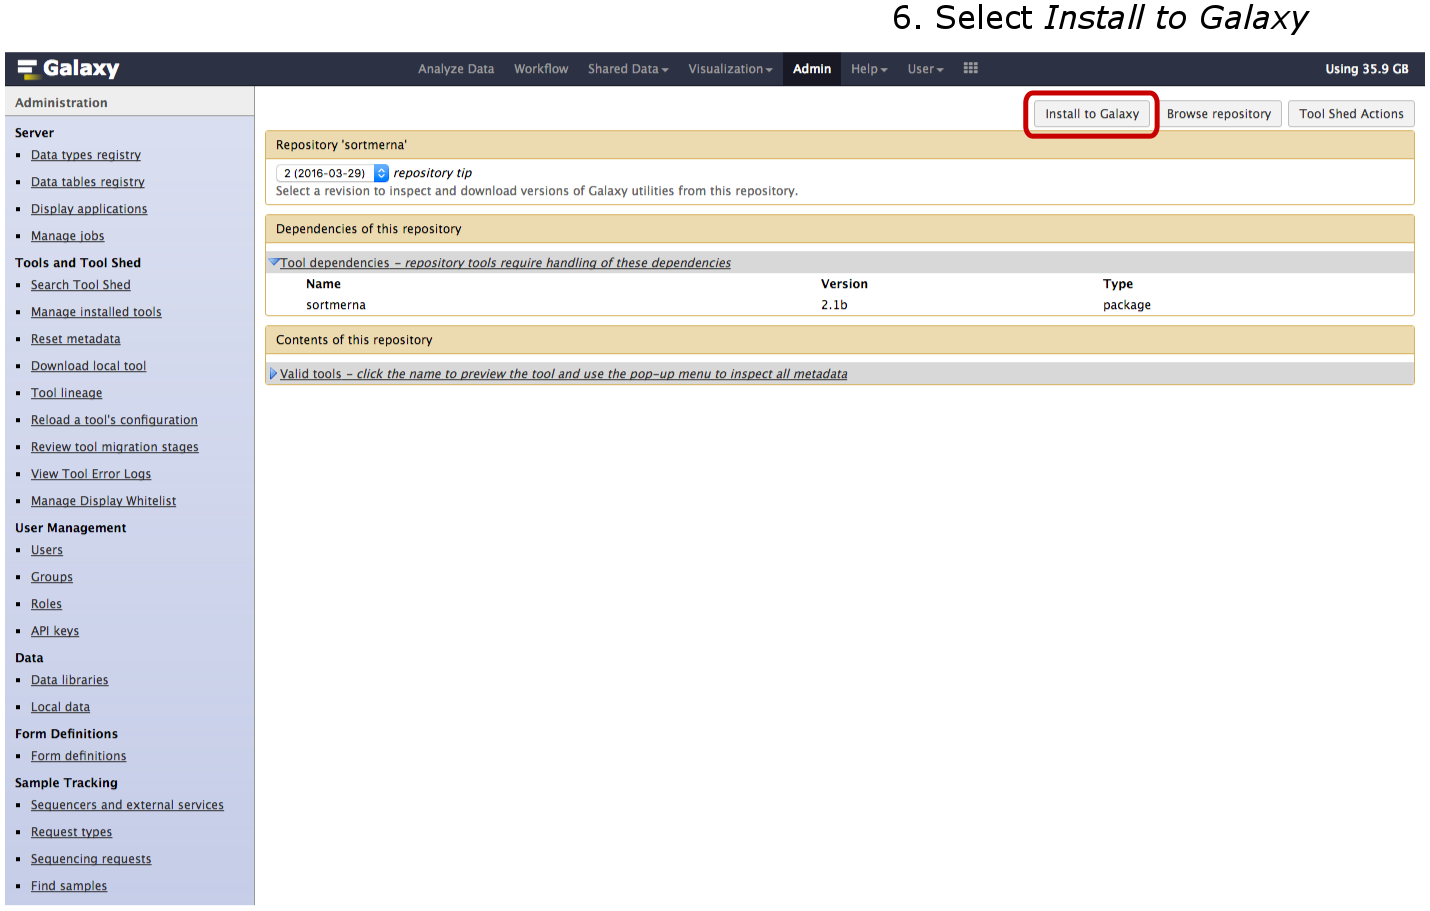 6. Select Install to Galaxy
Galaxy
Analyze Data Workflow Shared Data Visualization Admin Help User Using 35.9 GB
Administration
Install to Galaxy Browse repository Tool Shed Actions
Server
Data types registry
Data tables registry
Display applications
Manage jobs
Tools and Tool Shed
Search Tool Shed
Manage installed tools
Reset metadata
Download local tool
Tool lineage
Reload a tool's configuration
Review tool migration stages
View Tool Error Logs
Manage Display Whitelist
User Management
Users
Groups
Roles
API keys
Data
Data libraries
Local data
Form Definitions
Form definitions
Sample Tracking
Sequencers and external services
Request types
Sequencing requests
Find samples
Repository 'sortmerna'
2 (2016-03-29) repository tip
Select a revision to inspect and download versions of Galaxy utilities from this repository.
Dependencies of this repository
Tool dependencies – repository tools require handling of these dependencies
Name Version Type
sortmerna 2.1b package
Contents of this repository
Valid tools – click the name to preview the tool and use the pop-up menu to inspect all metadata